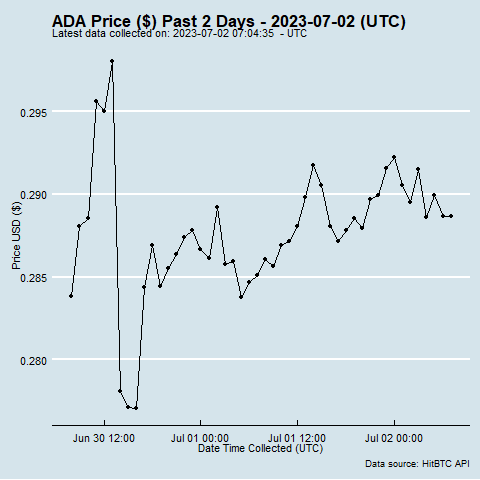 ADA Price ($) Past 2 Days - 2023-07-02 (UTC)
Latest data collected on: 2023-07-02 07:04:35 - UTC
0.295
0.290
0.285
0.280
Price USD ($)
Jun 30 12:00
Jul 01 00:00
Jul 01 12:00
Jul 02 00:00
Date Time Collected (UTC)
Data source: HitBTC API